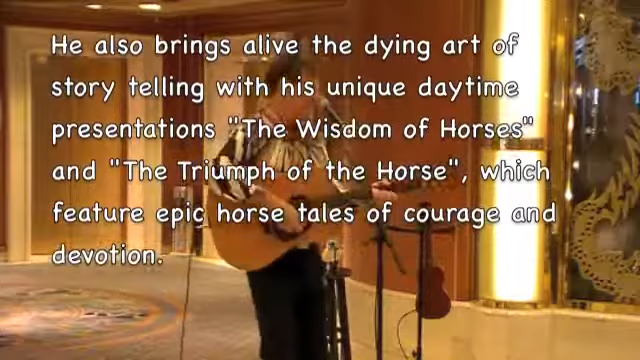 He also brings alive the dying art of
story telling with his unique daytime
presentations "The Wisdom of Horses"
and "The Triumph of the Horse", which
feature epic horse tales of courage and
devotion.